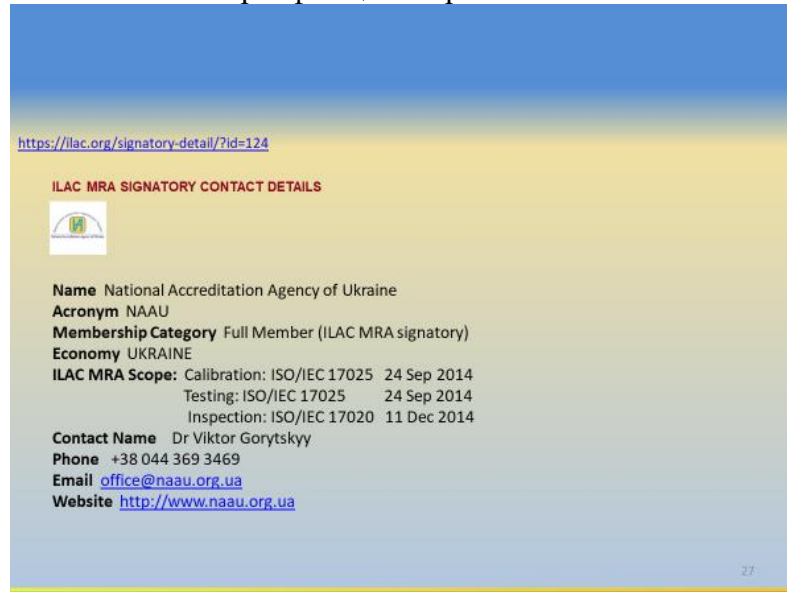 https://ilac.org/signatory-detail/?id=124
ILAC MRA SIGNATORY CONTACT DETAILS
Name National Accreditation Agency of Ukraine
Acronym NAAU
Membership Category Full Member (ILAC MRA signatory)
Economy UKRAINE
ILAC MRA Scope: Calibration: ISO/IEC 17025 24 Sep 2014
Testing: ISO/IEC 17025 24 Sep 2014
Inspection: ISO/IEC 17020 11 Dec 2014
Contact Name Dr Viktor Gorytskyy
Phone +38 044 369 3469
Email office@naau.org.ua
Website http://www.naau.org.ua
27